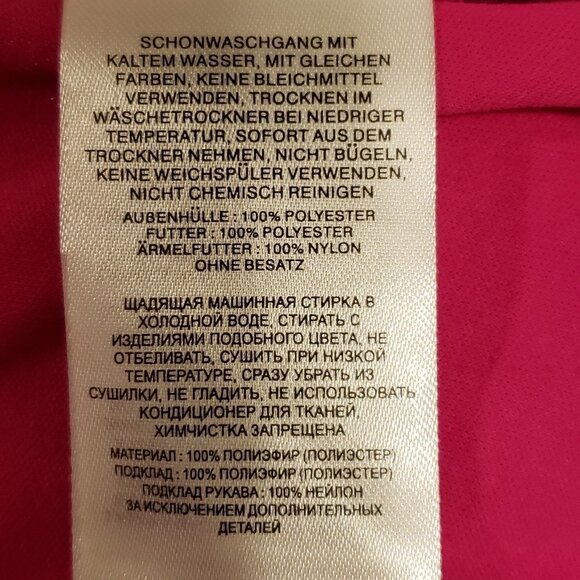 SCHONWASCHGANG MIT
KALTEM WASSER, MIT GLEICHEN
FARBEN, KEINE BLEICHMITTEL
VERWENDEN, TROCKNEN IM
WÄSCHETROCKNER BEI NIEDRIGER
TEMPERATUR, SOFORT AUS DEM
TROCKNER NEHMEN, NICHT BÜGELN,
KEINE WEICHSPÜLER VERWENDEN,
NICHT CHEMISCH REINIGEN
AUßENHÜLLE : 100% POLYESTER
FUTTER : 100% POLYESTER
ÄRMELFUTTER : 100% NYLON
OHNE BESATZ
ЩАДЯЩАЯ МАШИННАЯ СТИРКА В
ХОЛОДНОЙ ВОДЕ, СТИРАТЬ С
ИЗДЕЛИЯМИ ПОДОБНОГО ЦВЕТА, НЕ
ОТБЕЛИВАТЬ, СУШИТЬ ПРИ НИЗКОЙ
ТЕМПЕРАТУРЕ, СРАЗУ УБРАТЬ ИЗ
СУШИЛКИ, НЕ ГЛАДИТЬ, НЕ ИСПОЛЬЗОВАТЬ
КОНДИЦИОНЕР ДЛЯ ТКАНЕЙ,
ХИМЧИСТКА ЗАПРЕЩЕНА
МАТЕРИАЛ : 100% ПОЛИЭФИР (ПОЛИЭСТЕР)
ПОДКЛАД : 100% ПОЛИЭФИР (ПОЛИЭСТЕР)
ПОДКЛАД РУКАВА : 100% НЕЙЛОН
ЗА ИСКЛЮЧЕНИЕМ ДОПОЛНИТЕЛЬНЫХ
ДЕТАЛЕЙ